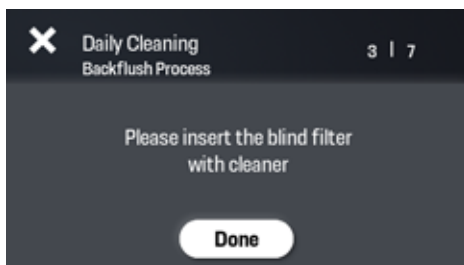 Daily Cleaning
3 | 7
Backflush Process
Please insert the blind filter
with cleaner
Done